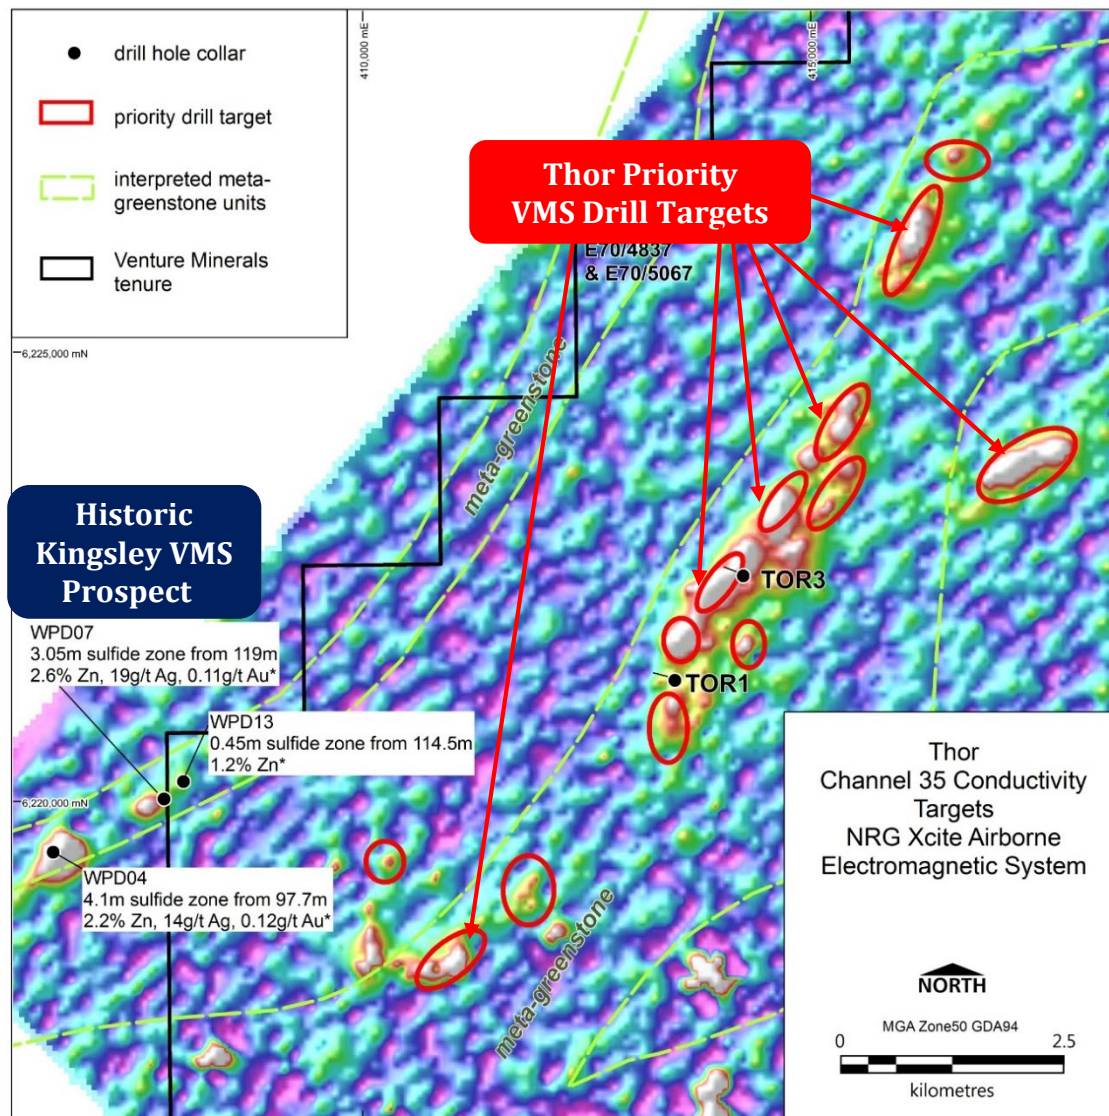 drill hole collar
priority drill target
interpreted meta-
greenstone units
Venture Minerals
tenure
410,000 mE
415,000 mE
Thor Priority
VMS Drill Targets
E70/4837
& E70/5067
6,225,000 mN
meta-greenstone
Historic
Kingsley VMS
Prospect
TOR3
TOR1
WPD07
3.05m sulfide zone from 119m
2.6% Zn, 19g/t Ag, 0.11g/t Au*
WPD13
0.45m sulfide zone from 114.5m
1.2% Zn*
6,220,000 mN
WPD04
4.1m sulfide zone from 97.7m
2.2% Zn, 14g/t Ag, 0.12g/t Au*
meta-greenstone
Thor
Channel 35 Conductivity
Targets
NRG Xcite Airborne
Electromagnetic System
NORTH
MGA Zone50 GDA94
0 2.5
kilometres